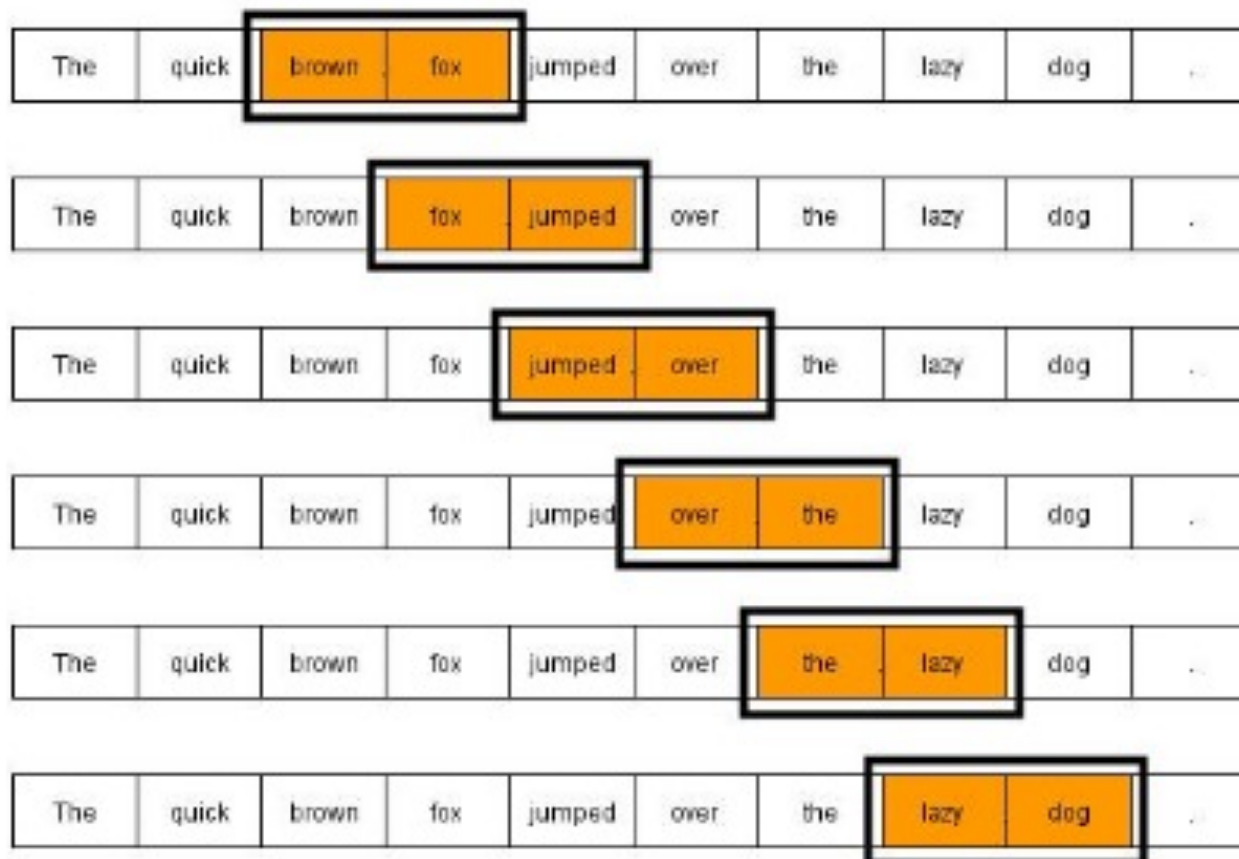 The quick brown . fox jumped over the lazy dog .
The quick brown fox . jumped over the lazy dog .
The quick brown fox jumped . over the lazy dog .
The quick brown fox jumped over . the lazy dog .
The quick brown fox jumped over the . lazy dog .
The quick brown fox jumped over the lazy dog .